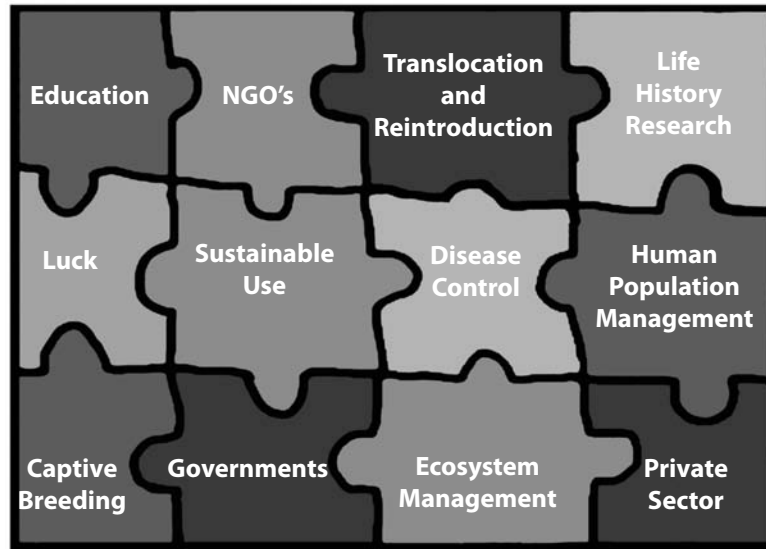 Education
NGO's
Translocation
and
Reintroduction
Life
History
Research
Luck
Sustainable
Use
Disease
Control
Human
Population
Management
Captive
Breeding
Governments
Ecosystem
Management
Private
Sector